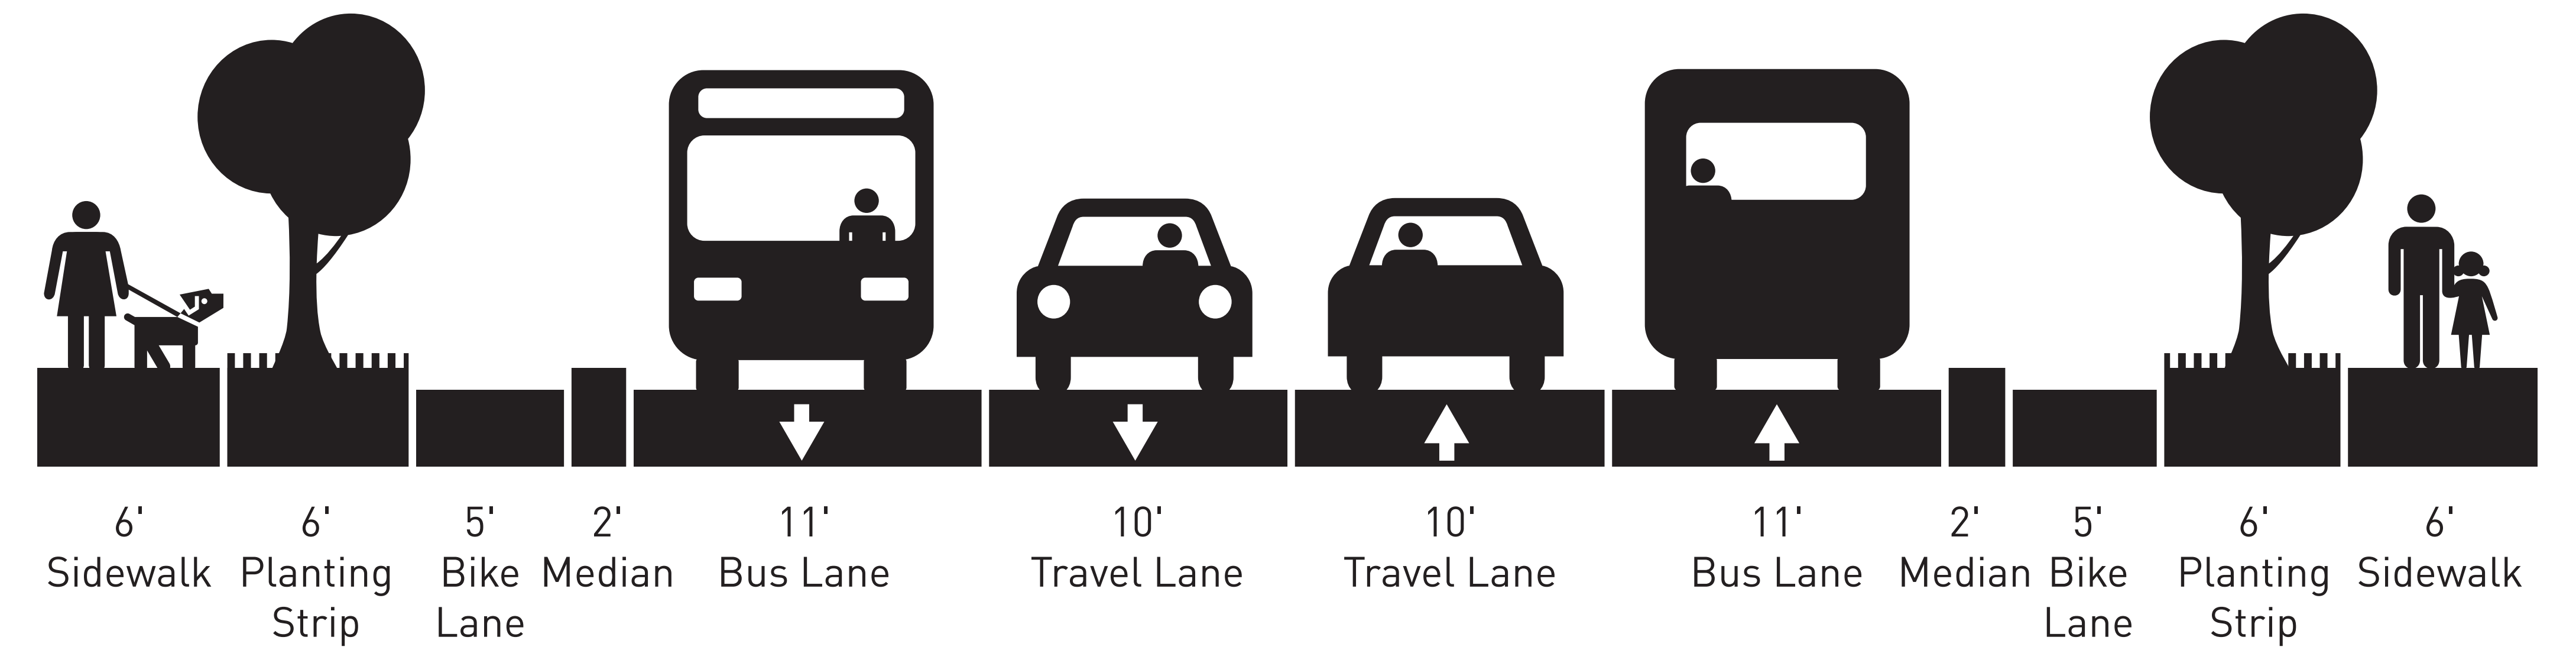 6' 6' 5' 2' 11' 10' 10' 11' 2' 5' 6' 6'
Sidewalk Planting Bike Median Bus Lane Travel Lane Travel Lane Bus Lane Median Bike Planting Sidewalk
Strip Lane Lane Strip